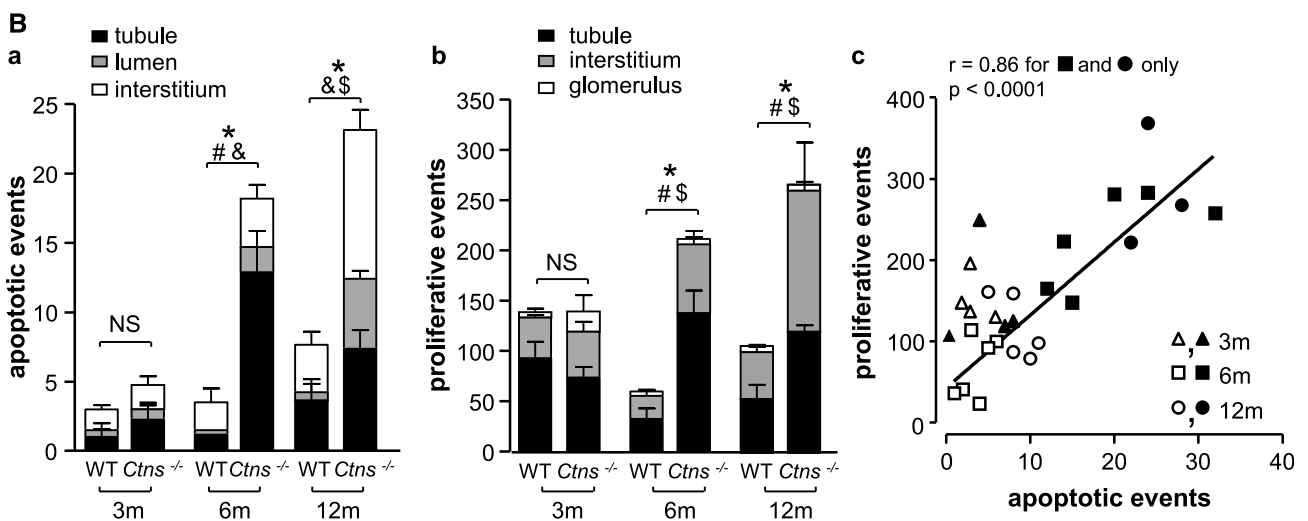 B
a
tubule
lumen
interstitium
apoptotic events
25
20
15
10
5
0
NS
*
# &
*
& $
WT Ctns -/-
WT Ctns -/-
WT Ctns -/-
3m
6m
12m
b
tubule
interstitium
glomerulus
proliferative events
350
300
250
200
150
100
50
0
NS
*
# $
*
# $
WT Ctns -/-
WT Ctns -/-
WT Ctns -/-
3m
6m
12m
c
r = 0.86 for ■ and ● only
p < 0.0001
proliferative events
400
300
200
100
0
△,▲ 3m
□,■ 6m
○,● 12m
0 10 20 30 40
apoptotic events